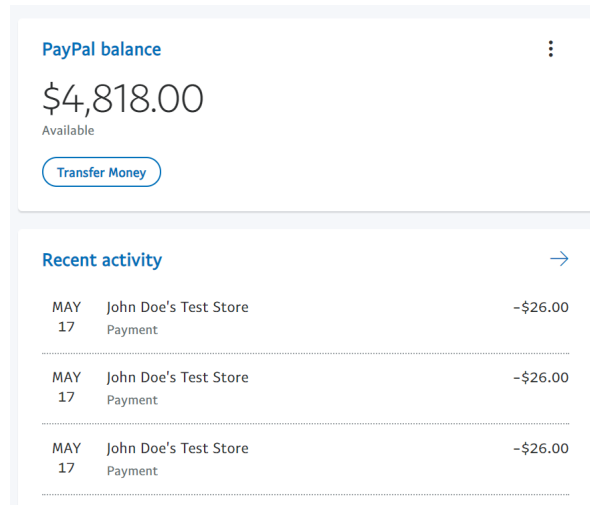 PayPal balance
$4,818.00
Available
Transfer Money
Recent activity
MAY 17 John Doe's Test Store -$26.00
Payment
MAY 17 John Doe's Test Store -$26.00
Payment
MAY 17 John Doe's Test Store -$26.00
Payment